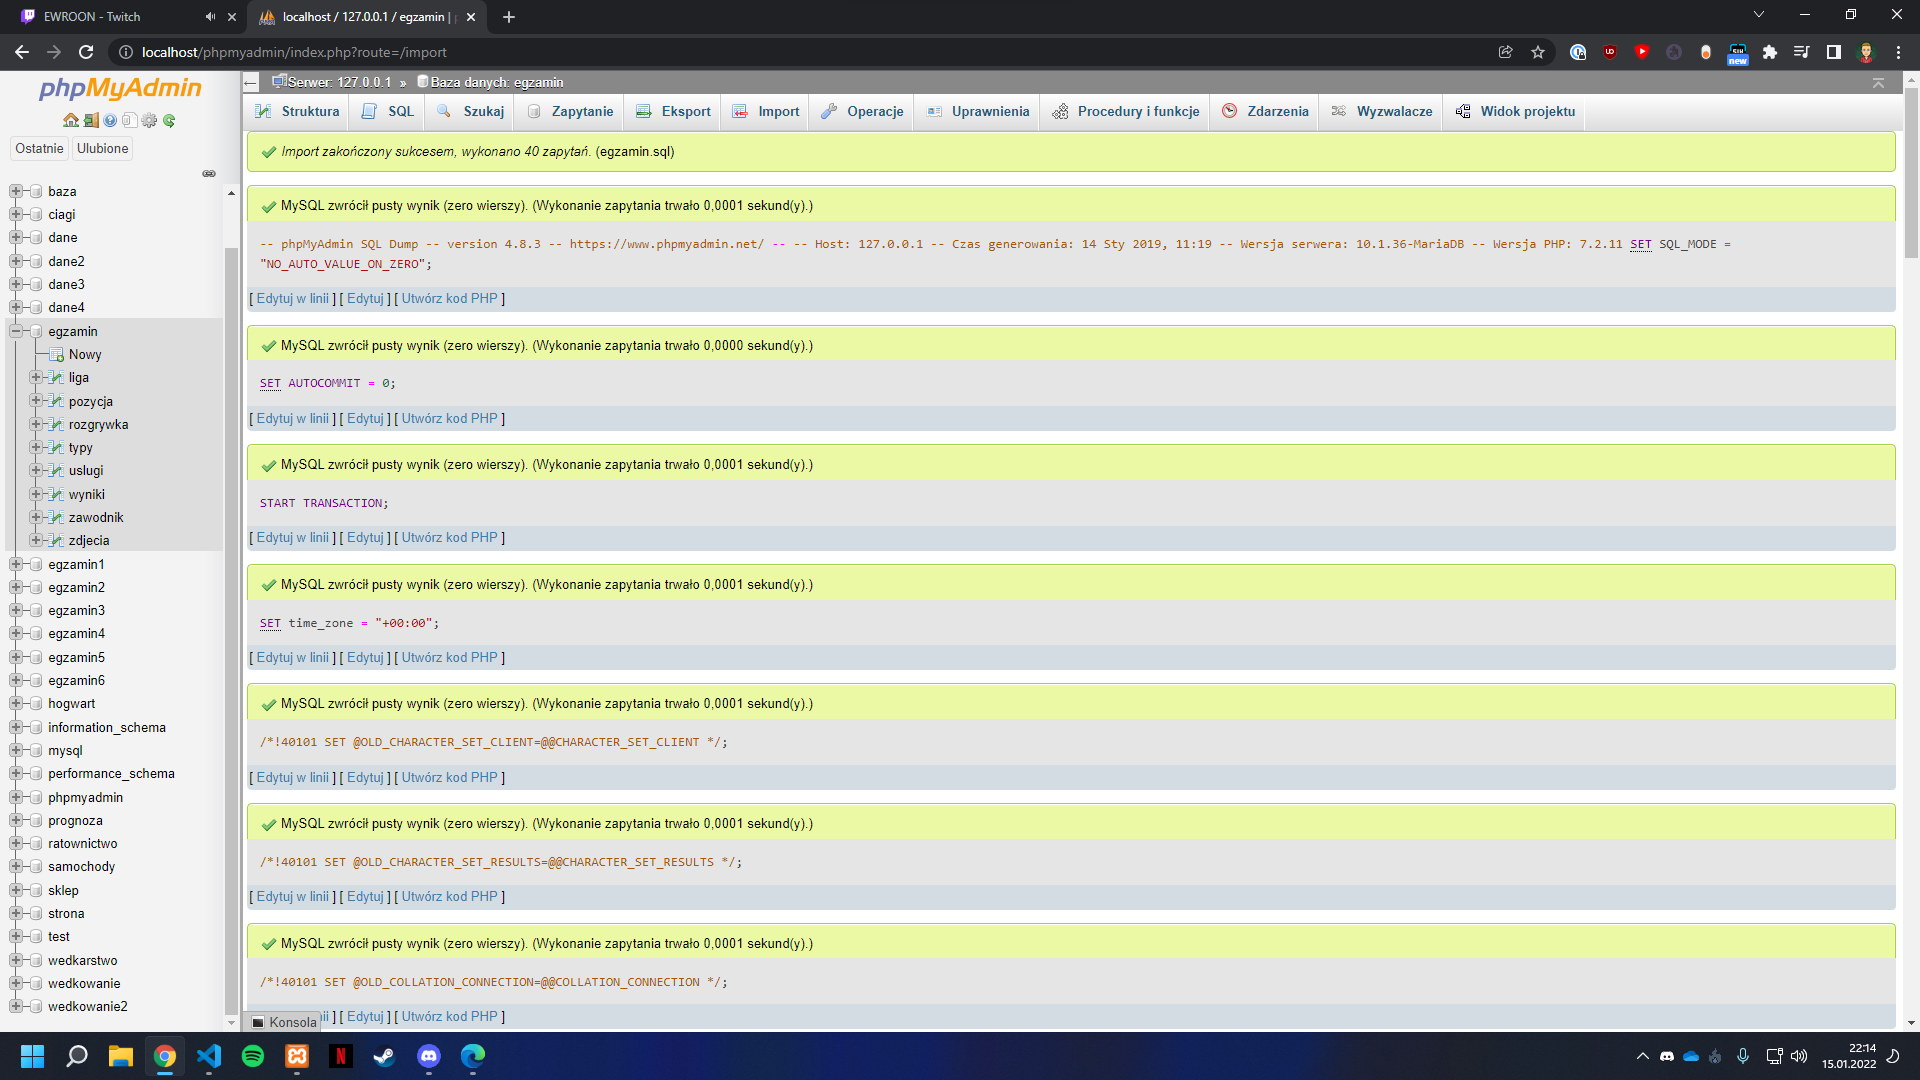 EWROON - Twitch
localhost / 127.0.0.1 / egzamin |
localhost/phpmyadmin/index.php?route=/import
new
phpMyAdmin
Ostatnie
Ulubione
baza
ciagi
dane
dane2
dane3
dane4
egzamin
Nowy
liga
pozycja
rozgrywka
typy
uslugi
wyniki
zawodnik
zdjecia
egzamin1
egzamin2
egzamin3
egzamin4
egzamin5
egzamin6
hogwart
information_schema
mysql
performance_schema
phpmyadmin
prognoza
ratownictwo
samochody
sklep
strona
test
wedkarstwo
wedkowanie
wedkowanie2
Serwer: 127.0.0.1 » Baza danych: egzamin
Struktura SQL Szukaj Zapytanie Eksport Import Operacje Uprawnienia Procedury i funkcje Zdarzenia Wyzwalacze Widok projektu
Import zakończony sukcesem, wykonano 40 zapytań. (egzamin.sql)
MySQL zwrócił pusty wynik (zero wierszy). (Wykonanie zapytania trwało 0,0001 sekund(y).)
-- phpMyAdmin SQL Dump -- version 4.8.3 -- https://www.phpmyadmin.net/ -- -- Host: 127.0.0.1 -- Czas generowania: 14 Sty 2019, 11:19 -- Wersja serwera: 10.1.36-MariaDB -- Wersja PHP: 7.2.11 SET SQL_MODE =
"NO_AUTO_VALUE_ON_ZERO";
[ Edytuj w linii ] [ Edytuj ] [ Utwórz kod PHP ]
MySQL zwrócił pusty wynik (zero wierszy). (Wykonanie zapytania trwało 0,0000 sekund(y).)
SET AUTOCOMMIT = 0;
[ Edytuj w linii ] [ Edytuj ] [ Utwórz kod PHP ]
MySQL zwrócił pusty wynik (zero wierszy). (Wykonanie zapytania trwało 0,0001 sekund(y).)
START TRANSACTION;
[ Edytuj w linii ] [ Edytuj ] [ Utwórz kod PHP ]
MySQL zwrócił pusty wynik (zero wierszy). (Wykonanie zapytania trwało 0,0001 sekund(y).)
SET time_zone = "+00:00";
[ Edytuj w linii ] [ Edytuj ] [ Utwórz kod PHP ]
MySQL zwrócił pusty wynik (zero wierszy). (Wykonanie zapytania trwało 0,0001 sekund(y).)
/*!40101 SET @OLD_CHARACTER_SET_CLIENT=@@CHARACTER_SET_CLIENT */;
[ Edytuj w linii ] [ Edytuj ] [ Utwórz kod PHP ]
MySQL zwrócił pusty wynik (zero wierszy). (Wykonanie zapytania trwało 0,0001 sekund(y).)
/*!40101 SET @OLD_CHARACTER_SET_RESULTS=@@CHARACTER_SET_RESULTS */;
[ Edytuj w linii ] [ Edytuj ] [ Utwórz kod PHP ]
MySQL zwrócił pusty wynik (zero wierszy). (Wykonanie zapytania trwało 0,0001 sekund(y).)
/*!40101 SET @OLD_COLLATION_CONNECTION=@@COLLATION_CONNECTION */;
nii ] [ Edytuj ] [ Utwórz kod PHP ]
Konsola
22:14
15.01.2022